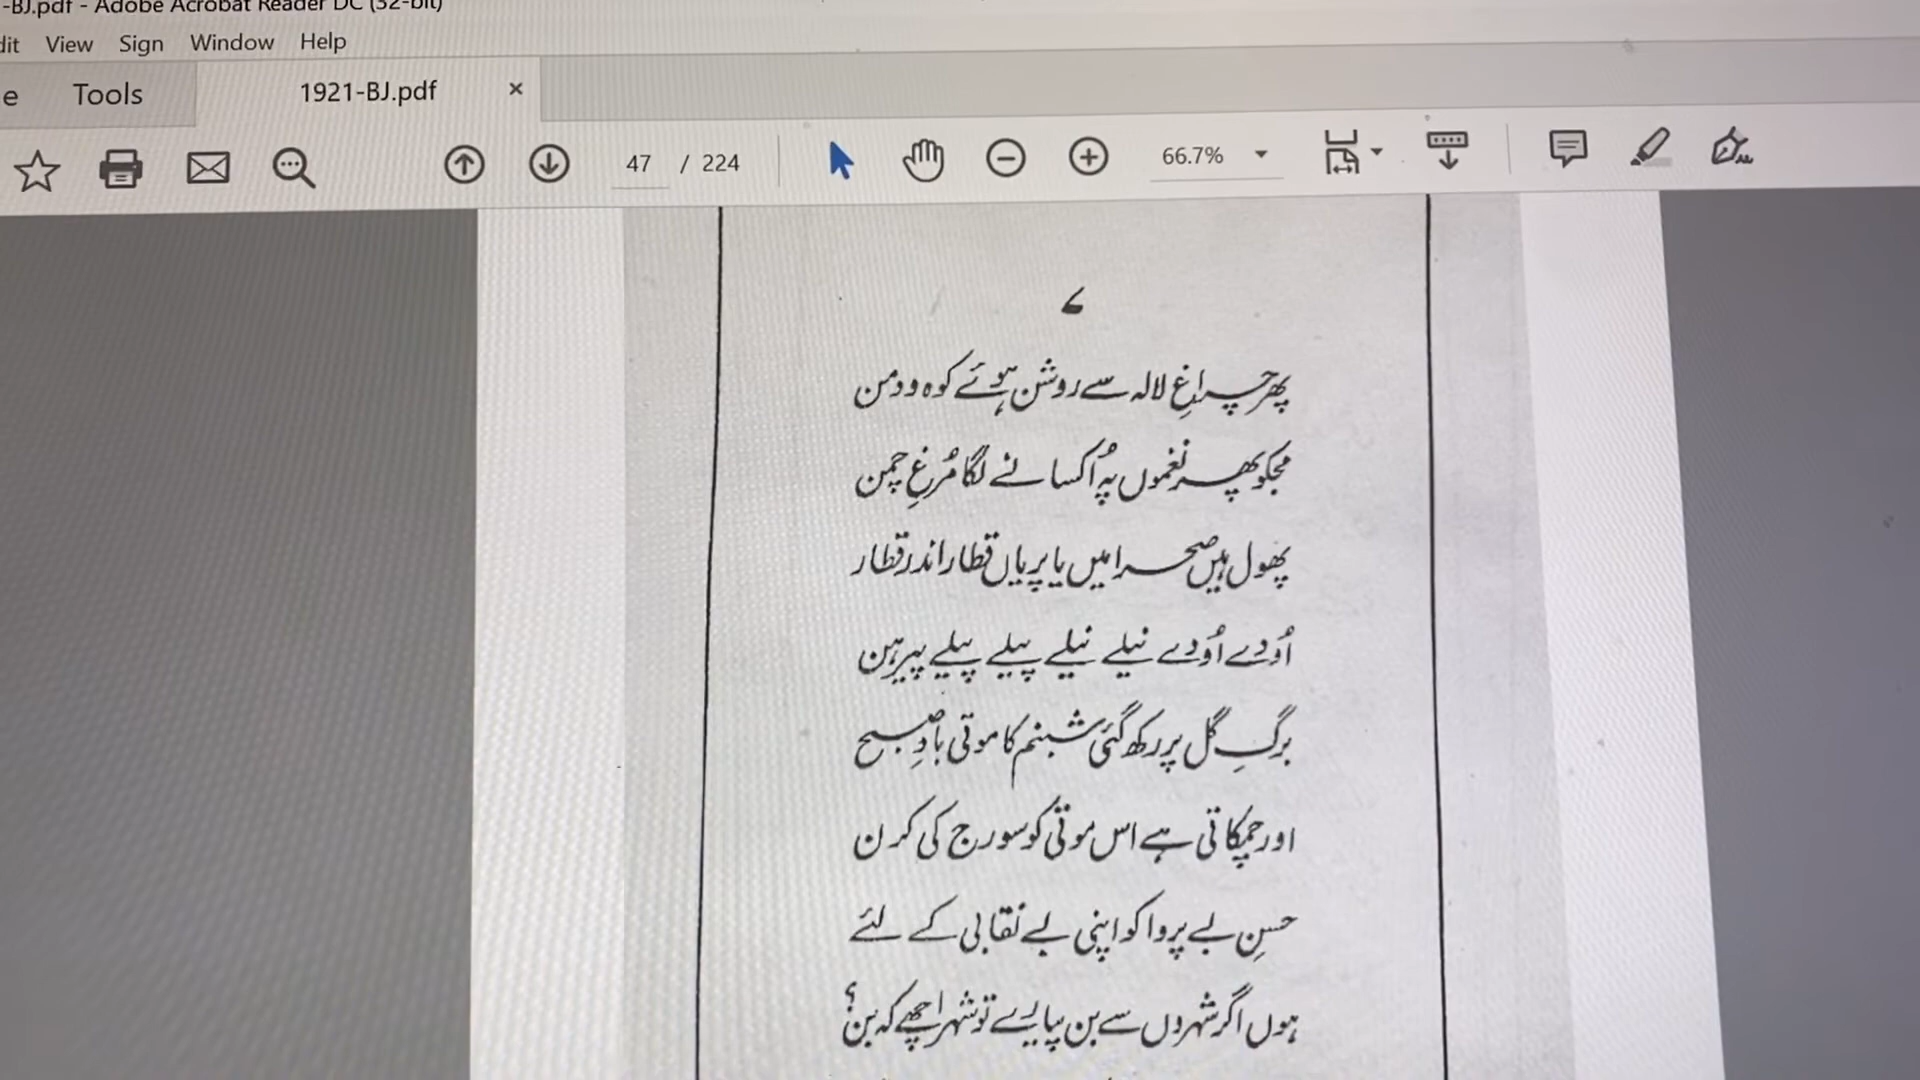 -BJ.pdf - Adobe Acrobat Reader DC (32-bit)
dit View Sign Window Help
e Tools 1921-BJ.pdf ×
47 / 224 66.7%
۷
پھر چراغِ لالہ سے روشن ہوئے کوہ و دمن
مجکو پھر نغموں پہ اُکسانے لگا مُرغِ چمن
پھول ہیں صحرا میں یا پریاں قطار اندر قطار
اُودے اُودے نیلے نیلے پیلے پیلے پیرہن
برگِ گل پر رکھ گئی شبنم کا موتی بادِ صبح
اور چمکاتی ہے اس موتی کو سورج کی کرن
حسنِ بے پروا کو اپنی بے نقابی کے لئے
ہوں اگر شہروں سے بن پیارے تو شہر اچھے کہ بن؟